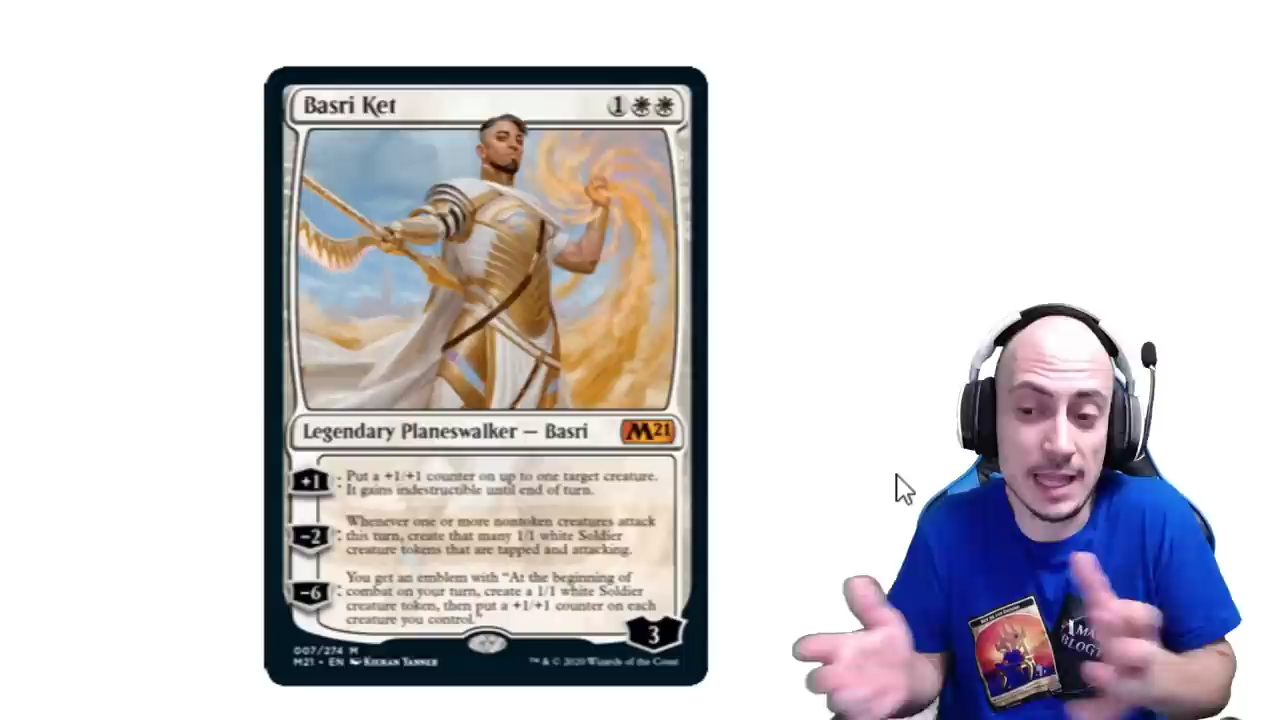 Basri Ket 1
Legendary Planeswalker — Basri M21
+1 : Put a +1/+1 counter on up to one target creature.
It gains indestructible until end of turn.
-2 : Whenever one or more nontoken creatures attack
this turn, create that many 1/1 white Soldier
creature tokens that are tapped and attacking.
-6 : You get an emblem with “At the beginning of
combat on your turn, create a 1/1 white Soldier
creature token, then put a +1/+1 counter on each
creature you control.”
3
007/274 M
M21 • EN Kieran Yanner
™ & © 2020 Wizards of the Coast